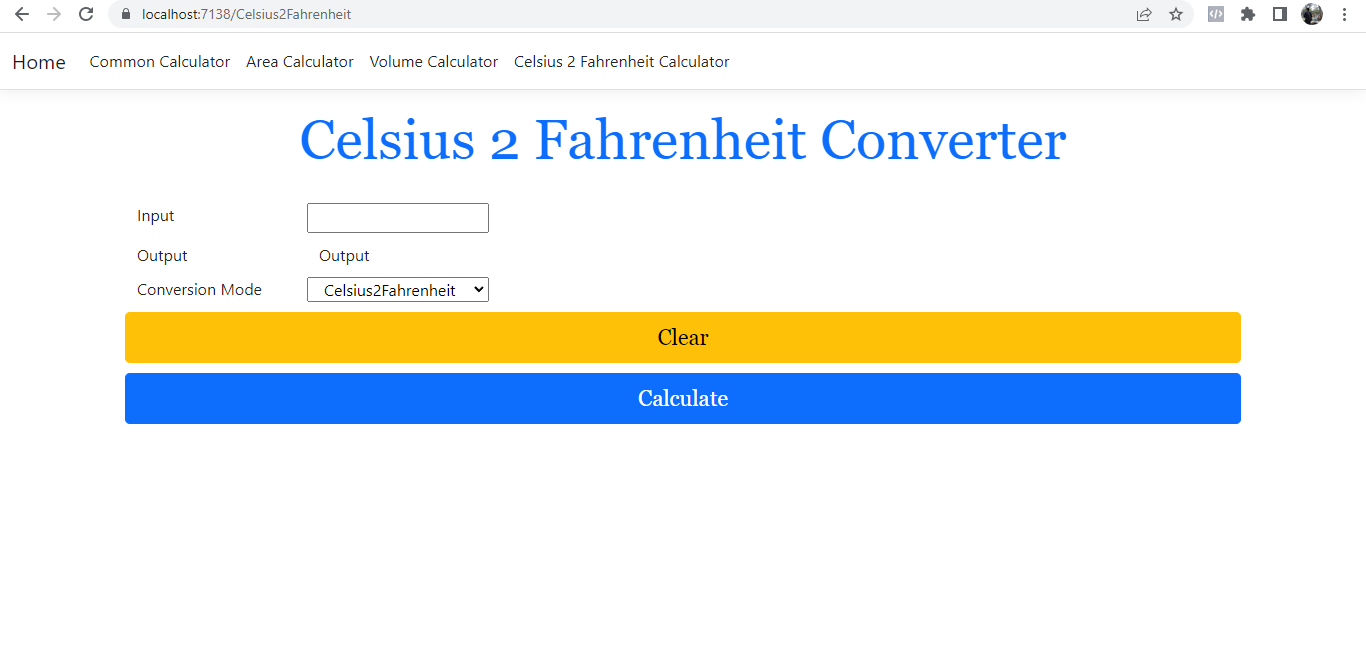 localhost:7138/Celsius2Fahrenheit
Home Common Calculator Area Calculator Volume Calculator Celsius 2 Fahrenheit Calculator
Celsius 2 Fahrenheit Converter
Input
Output Output
Conversion Mode Celsius2Fahrenheit
Clear
Calculate